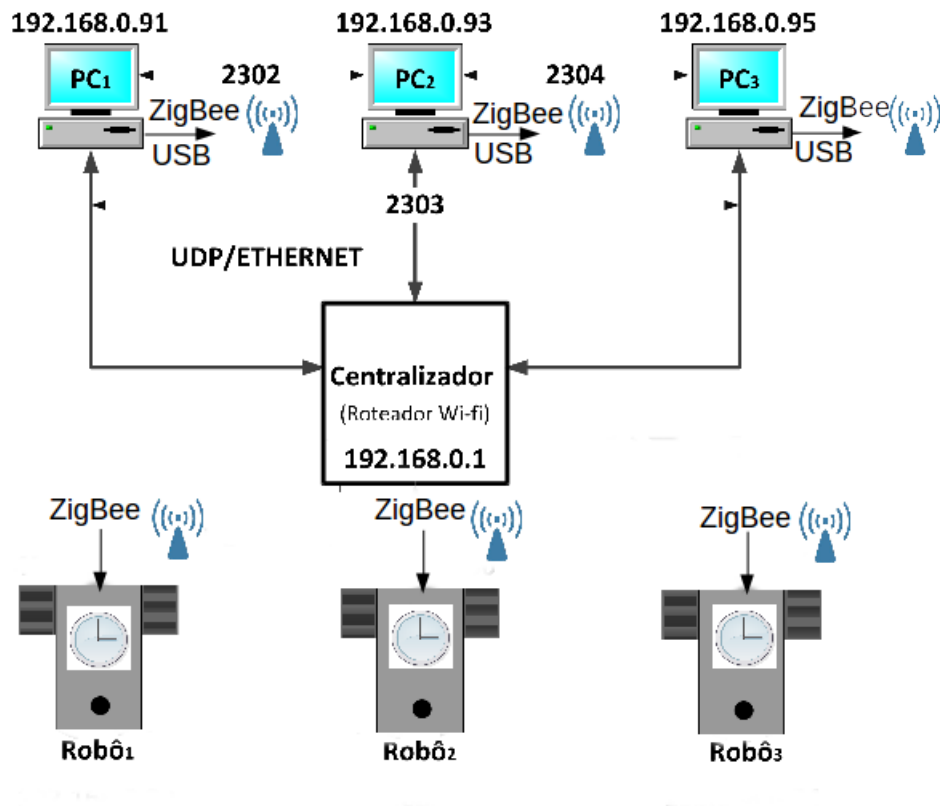 192.168.0.91
192.168.0.93
192.168.0.95
PC1
2302
PC2
2304
PC3
ZigBee
USB
ZigBee
USB
ZigBee
USB
2303
UDP/ETHERNET
Centralizador
(Roteador Wi-fi)
192.168.0.1
ZigBee
ZigBee
ZigBee
Robô1
Robô2
Robô3